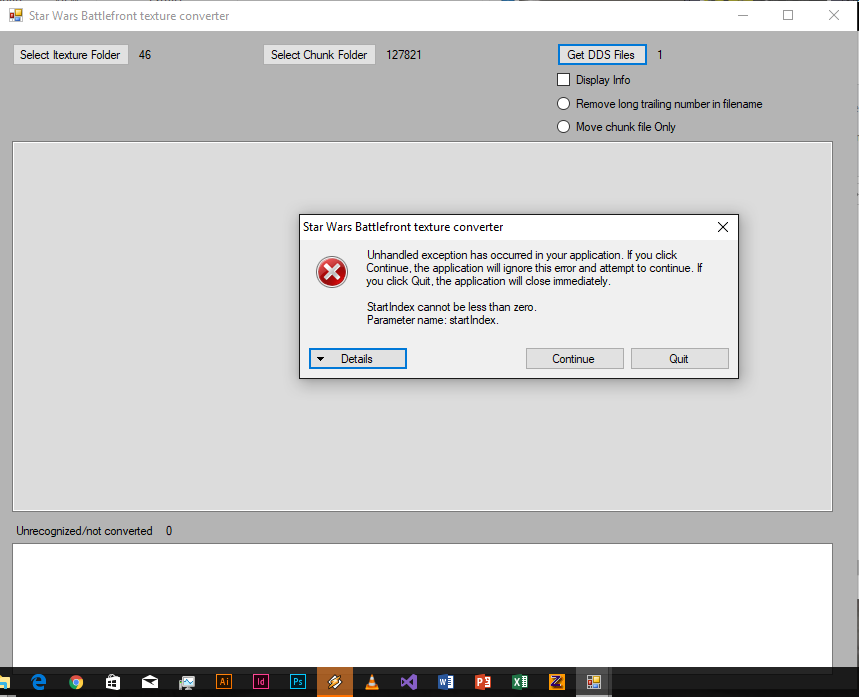 Star Wars Battlefront texture converter
Select Itexture Folder 46 Select Chunk Folder 127821 Get DDS Files 1
Display Info
Remove long trailing number in filename
Move chunk file Only
Star Wars Battlefront texture converter
Unhandled exception has occurred in your application. If you click
Continue, the application will ignore this error and attempt to continue. If
you click Quit, the application will close immediately.
StartIndex cannot be less than zero.
Parameter name: startIndex.
Details Continue Quit
Unrecognized/not converted 0
Ai Id Ps